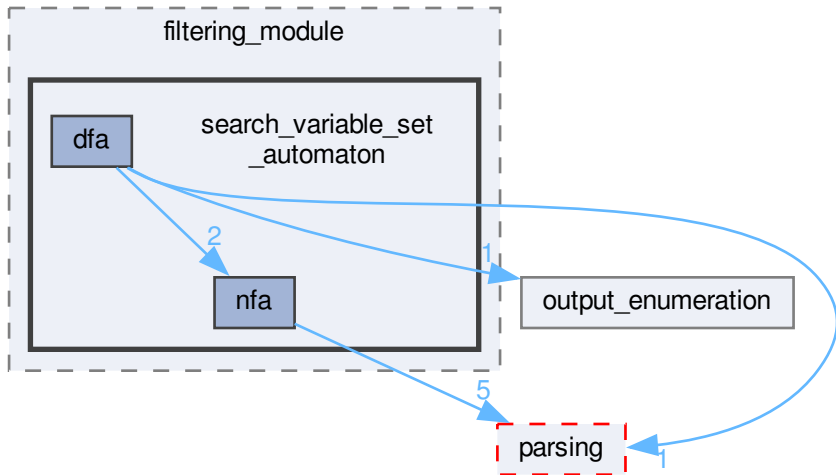 filtering_module
search_variable_set
_automaton
dfa
2
1
nfa
output_enumeration
5
parsing
1